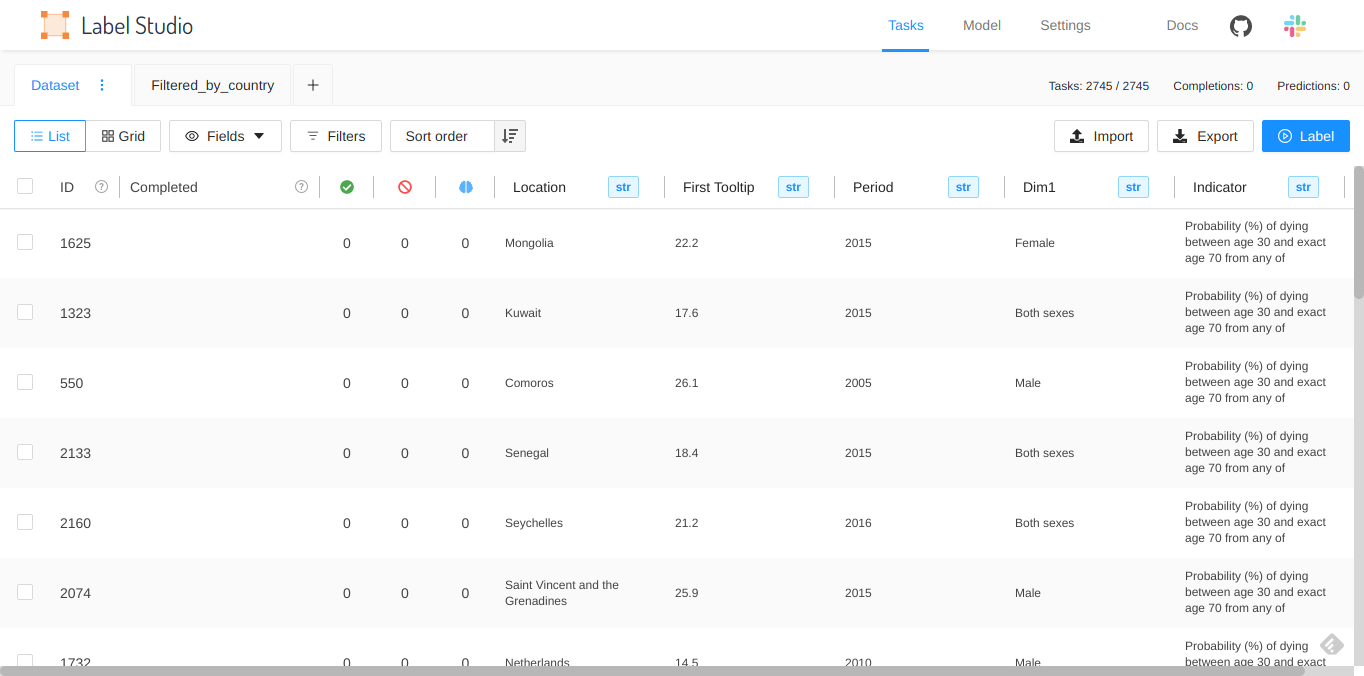 Label Studio
Tasks Model Settings Docs
Dataset Filtered_by_country + Tasks: 2745 / 2745 Completions: 0 Predictions: 0
List Grid Fields Filters Sort order Import Export Label
ID ? Completed ? Location str First Tooltip str Period str Dim1 str Indicator str
1625 0 0 0 Mongolia 22.2 2015 Female Probability (%) of dying
between age 30 and exact
age 70 from any of
1323 0 0 0 Kuwait 17.6 2015 Both sexes Probability (%) of dying
between age 30 and exact
age 70 from any of
550 0 0 0 Comoros 26.1 2005 Male Probability (%) of dying
between age 30 and exact
age 70 from any of
2133 0 0 0 Senegal 18.4 2015 Both sexes Probability (%) of dying
between age 30 and exact
age 70 from any of
2160 0 0 0 Seychelles 21.2 2016 Both sexes Probability (%) of dying
between age 30 and exact
age 70 from any of
2074 0 0 0 Saint Vincent and the
Grenadines 25.9 2015 Male Probability (%) of dying
between age 30 and exact
age 70 from any of
1732 0 0 0 Netherlands 14.5 2010 Male Probability (%) of dying
between age 30 and exact